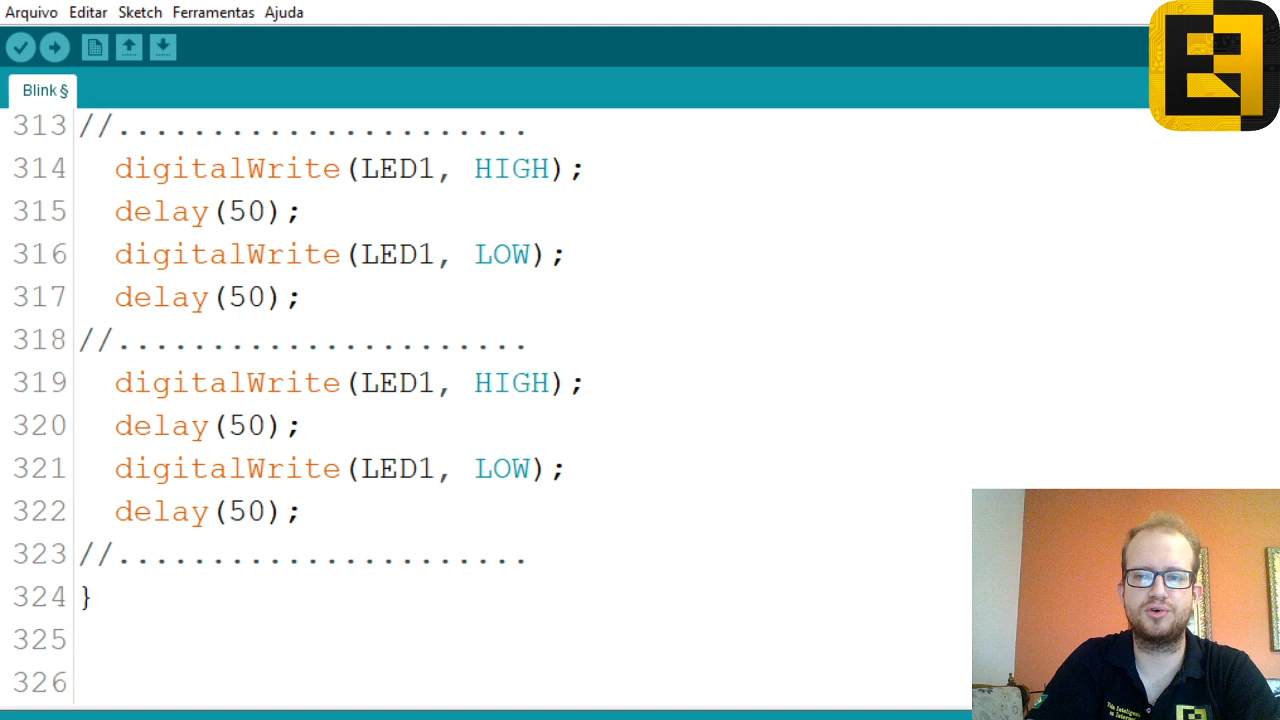 Arquivo Editar Sketch Ferramentas Ajuda
Blink §
313 //......................
314 digitalWrite(LED1, HIGH);
315 delay(50);
316 digitalWrite(LED1, LOW);
317 delay(50);
318 //......................
319 digitalWrite(LED1, HIGH);
320 delay(50);
321 digitalWrite(LED1, LOW);
322 delay(50);
323 //......................
324 }
325
326